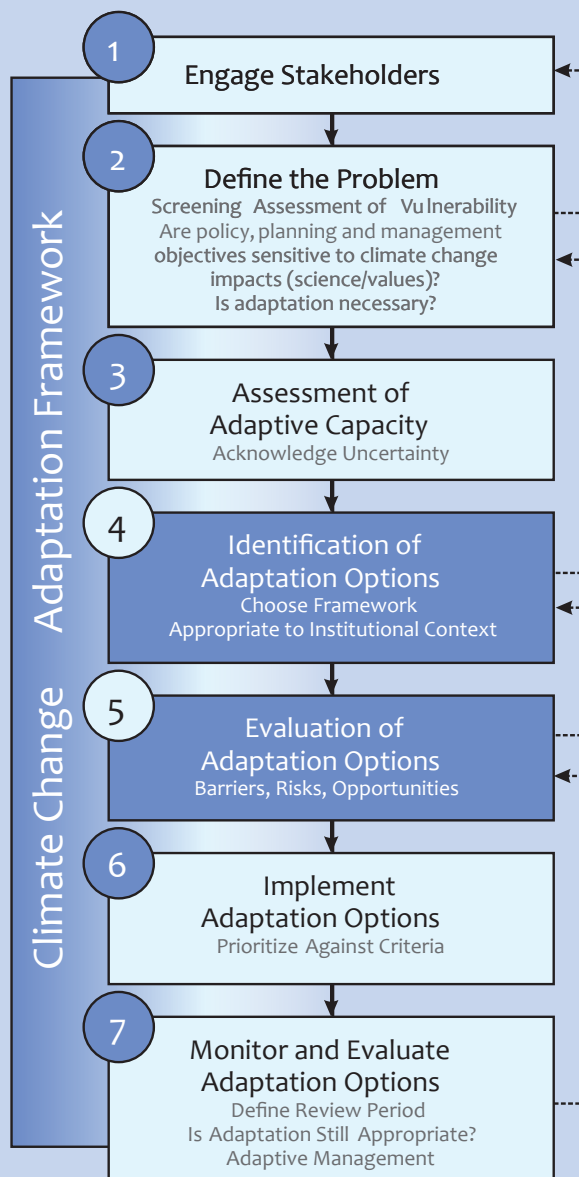 Climate Change Adaptation Framework
1
Engage Stakeholders
2
Define the Problem
Screening Assessment of Vulnerability
Are policy, planning and management
objectives sensitive to climate change
impacts (science/values)?
Is adaptation necessary?
3
Assessment of
Adaptive Capacity
Acknowledge Uncertainty
4
Identification of
Adaptation Options
Choose Framework
Appropriate to Institutional Context
5
Evaluation of
Adaptation Options
Barriers, Risks, Opportunities
6
Implement
Adaptation Options
Prioritize Against Criteria
7
Monitor and Evaluate
Adaptation Options
Define Review Period
Is Adaptation Still Appropriate?
Adaptive Management